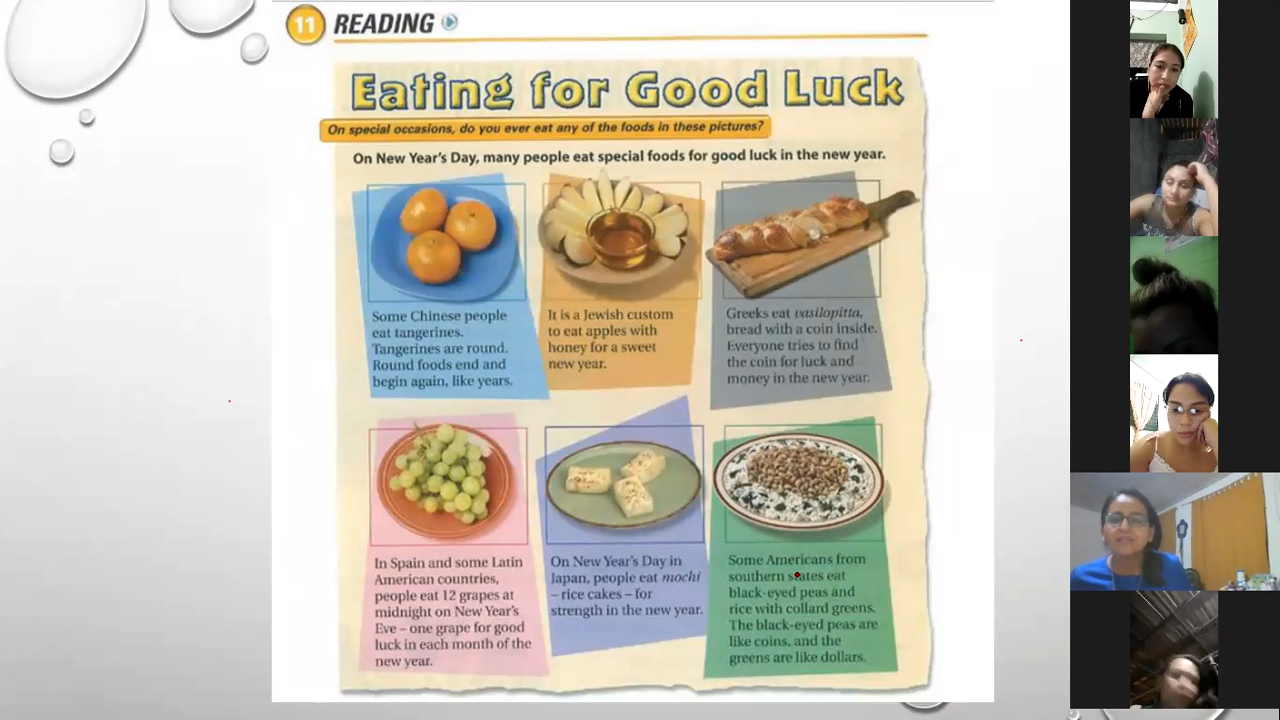 11 READING
Eating for Good Luck
On special occasions, do you ever eat any of the foods in these pictures?
On New Year's Day, many people eat special foods for good luck in the new year.
Some Chinese people
eat tangerines.
Tangerines are round.
Round foods end and
begin again, like years.
It is a Jewish custom
to eat apples with
honey for a sweet
new year.
Greeks eat vasilopitta,
bread with a coin inside.
Everyone tries to find
the coin for luck and
money in the new year.
In Spain and some Latin
American countries,
people eat 12 grapes at
midnight on New Year's
Eve – one grape for good
luck in each month of the
new year.
On New Year's Day in
Japan, people eat mochi
– rice cakes – for
strength in the new year.
Some Americans from
southern states eat
black-eyed peas and
rice with collard greens.
The black-eyed peas are
like coins, and the
greens are like dollars.